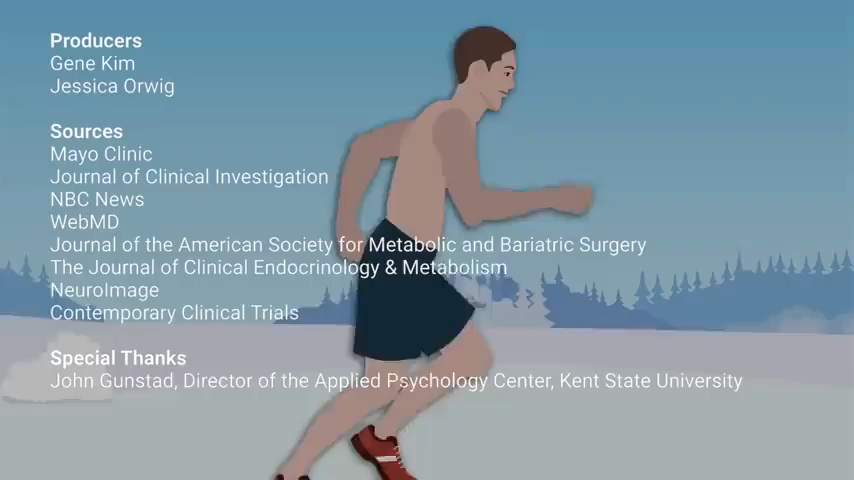 Producers
Gene Kim
Jessica Orwig
Sources
Mayo Clinic
Journal of Clinical Investigation
NBC News
WebMD
Journal of the American Society for Metabolic and Bariatric Surgery
The Journal of Clinical Endocrinology & Metabolism
NeuroImage
Contemporary Clinical Trials
Special Thanks
John Gunstad, Director of the Applied Psychology Center, Kent State University